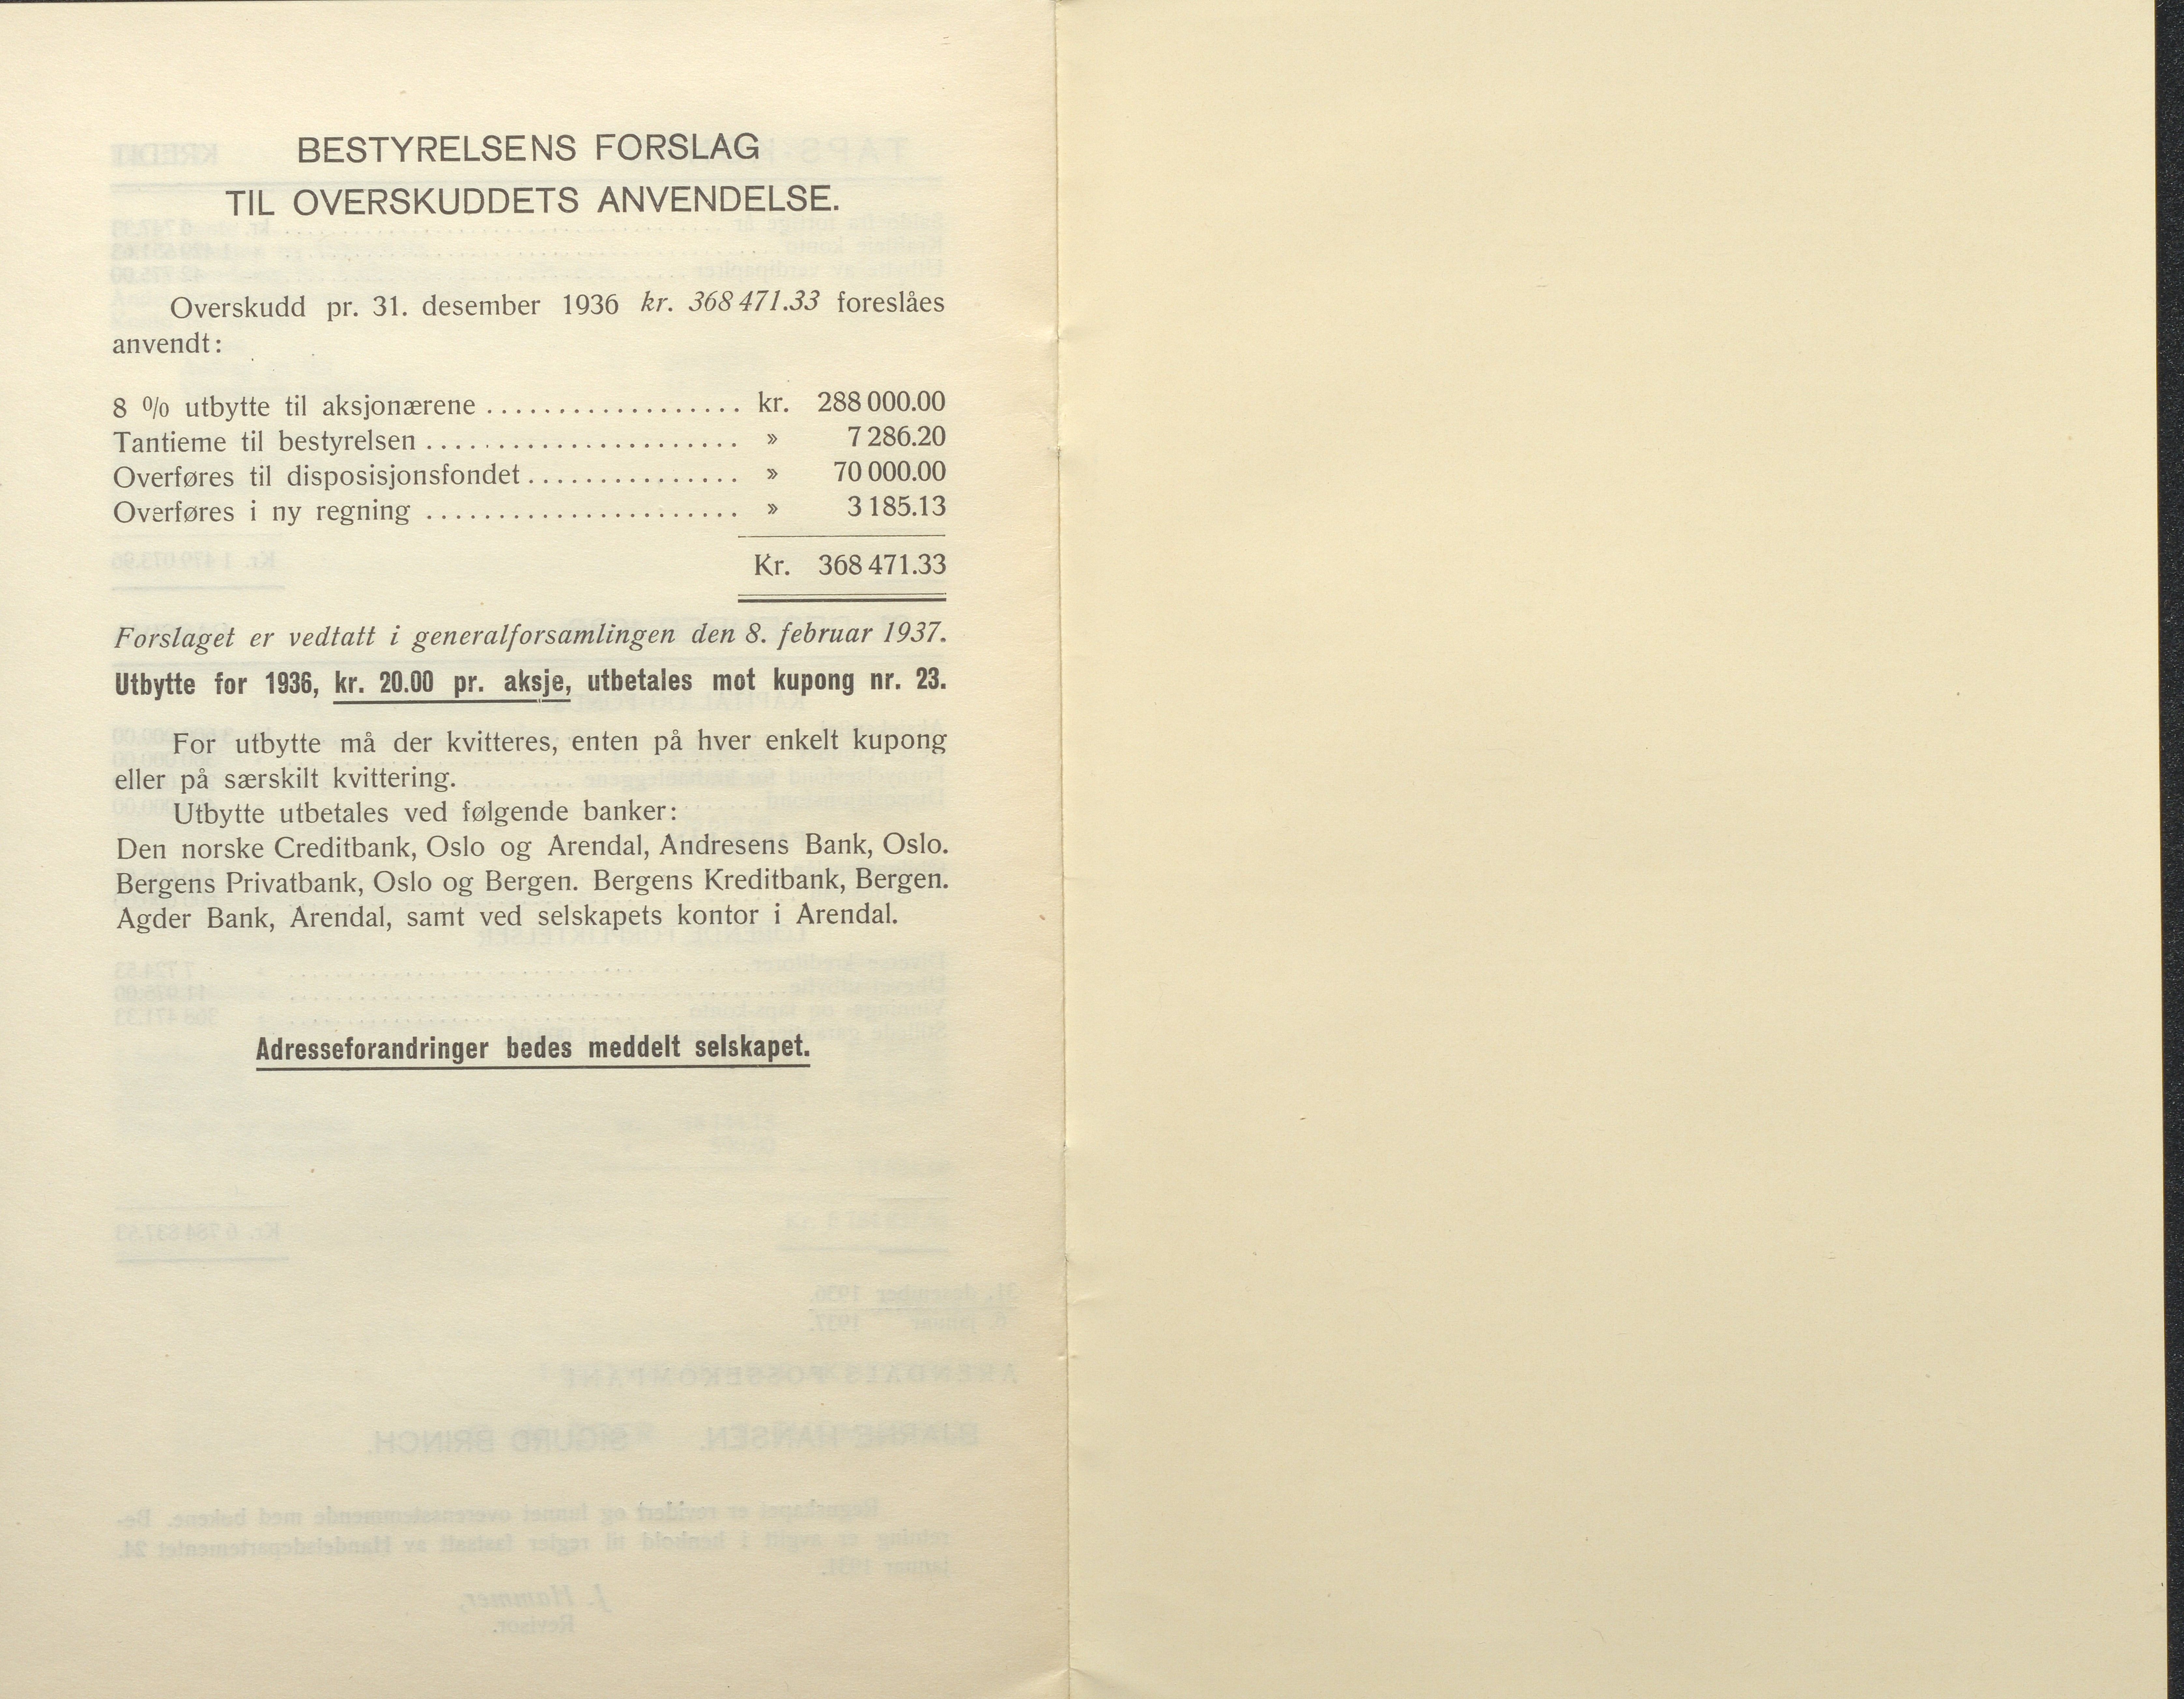 BESTYRELSENS FORSLAG
TIL OVERSKUDDETS ANVENDELSE.
Overskudd pr. 31. desember 1936 kr. 368 471.33 foreslåes
anvendt:
8 % utbytte til aksjonærene .................. kr. 288 000.00
Tantieme til bestyrelsen ...................... » 7 286.20
Overføres til disposisjonsfondet ............... » 70 000.00
Overføres i ny regning ...................... » 3 185.13
Kr. 368 471.33
Forslaget er vedtatt i generalforsamlingen den 8. februar 1937.
Utbytte for 1936, kr. 20.00 pr. aksje, utbetales mot kupong nr. 23.
For utbytte må der kvitteres, enten på hver enkelt kupong
eller på særskilt kvittering.
Utbytte utbetales ved følgende banker:
Den norske Creditbank, Oslo og Arendal, Andresens Bank, Oslo.
Bergens Privatbank, Oslo og Bergen. Bergens Kreditbank, Bergen.
Agder Bank, Arendal, samt ved selskapets kontor i Arendal.
Adresseforandringer bedes meddelt selskapet.